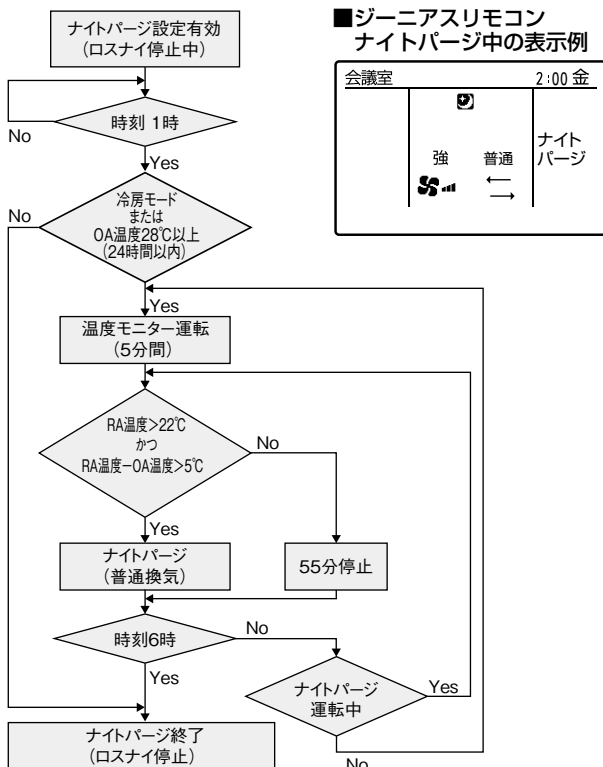 ナイトパージ設定有効
(ロスナイ停止中)
No
時刻 1時
Yes
No
冷房モード
または
OA温度28℃以上
(24時間以内)
Yes
温度モニター運転
(5分間)
RA温度>22℃
かつ
RA温度-OA温度>5℃
No
Yes
ナイトパージ
(普通換気)
55分停止
時刻6時
No
Yes
ナイトパージ
運転中
Yes
No
ナイトパージ終了
(ロスナイ停止)
■ジーニアスリモコン
ナイトパージ中の表示例
会議室 2:00 金
強 普通
ナイト
パージ